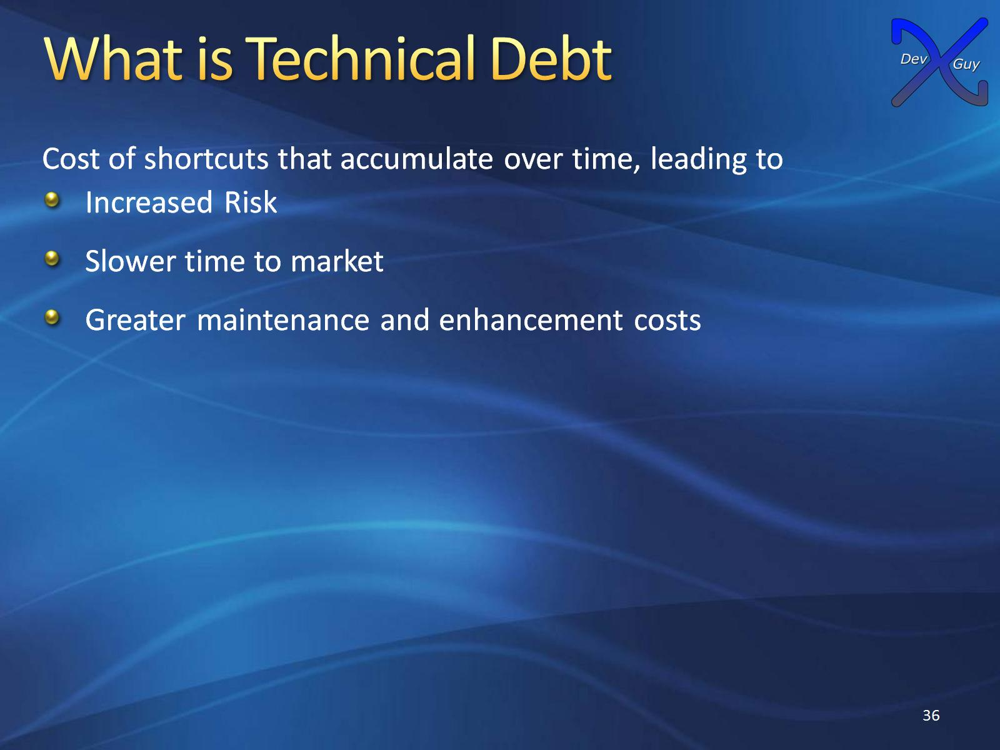 What is Technical Debt
Dev Guy
Cost of shortcuts that accumulate over time, leading to
Increased Risk
Slower time to market
Greater maintenance and enhancement costs
36